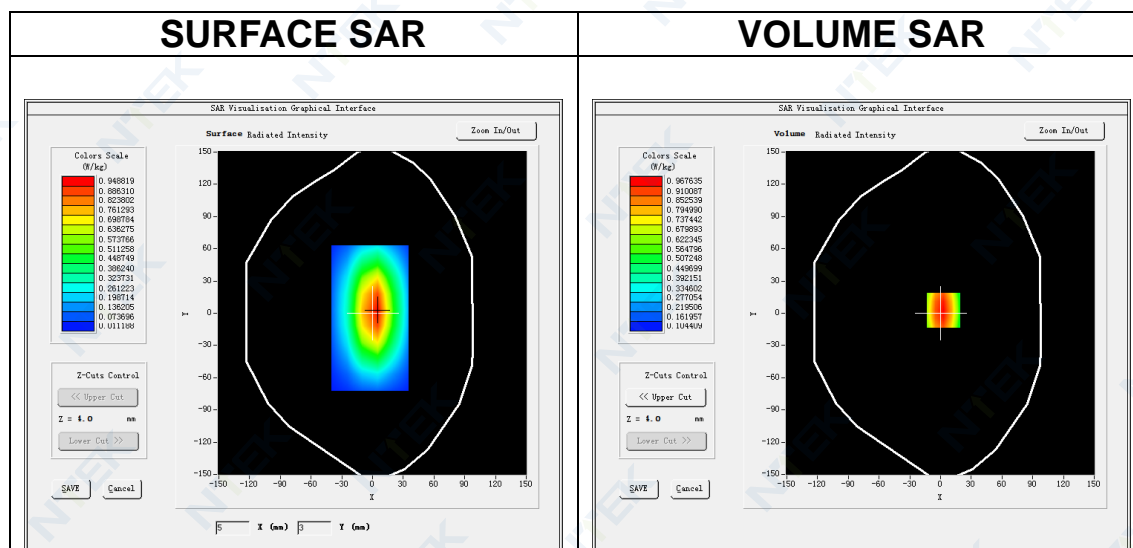 SURFACE SAR
VOLUME SAR
SAR Visualisation Graphical Interface
Surface Radiated Intensity
Zoom In/Out
Colors Scale
(W/kg)
0.948819
0.886310
0.823802
0.761293
0.698784
0.636275
0.573766
0.511258
0.448749
0.386240
0.323731
0.261223
0.198714
0.136205
0.073696
0.011188
150
120
90
60
30
0
-30
-60
-90
-120
-150
Y
-150 -120 -90 -60 -30 0 30 60 90 120 150
X
Z-Cuts Control
<< Upper Cut
Z = 4.0 mm
Lower Cut >>
SAVE Cancel
5 X (mm) 3 Y (mm)
SAR Visualisation Graphical Interface
Volume Radiated Intensity
Zoom In/Out
Colors Scale
(W/kg)
0.967635
0.910087
0.852539
0.794990
0.737442
0.679893
0.622345
0.564796
0.507248
0.449699
0.392151
0.334602
0.277054
0.219506
0.161957
0.104409
150
120
90
60
30
0
-30
-60
-90
-120
-150
Y
-150 -120 -90 -60 -30 0 30 60 90 120 150
X
Z-Cuts Control
<< Upper Cut
Z = 4.0 mm
Lower Cut >>
SAVE Cancel
NTEK